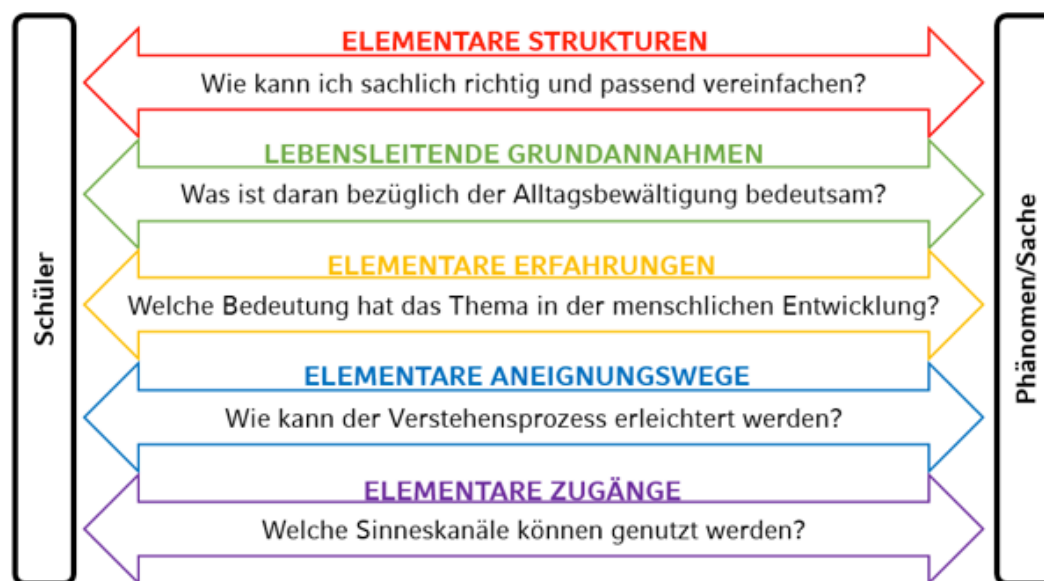 ELEMENTARE STRUKTUREN
Wie kann ich sachlich richtig und passend vereinfachen?
LEBENSLEITENDE GRUNDANNAHMEN
Was ist daran bezüglich der Alltagsbewältigung bedeutsam?
ELEMENTARE ERFAHRUNGEN
Welche Bedeutung hat das Thema in der menschlichen Entwicklung?
ELEMENTARE ANEIGNUNGSWEGE
Wie kann der Verstehensprozess erleichtert werden?
ELEMENTARE ZUGÄNGE
Welche Sinneskanäle können genutzt werden?
Schüler
Phänomen/Sache